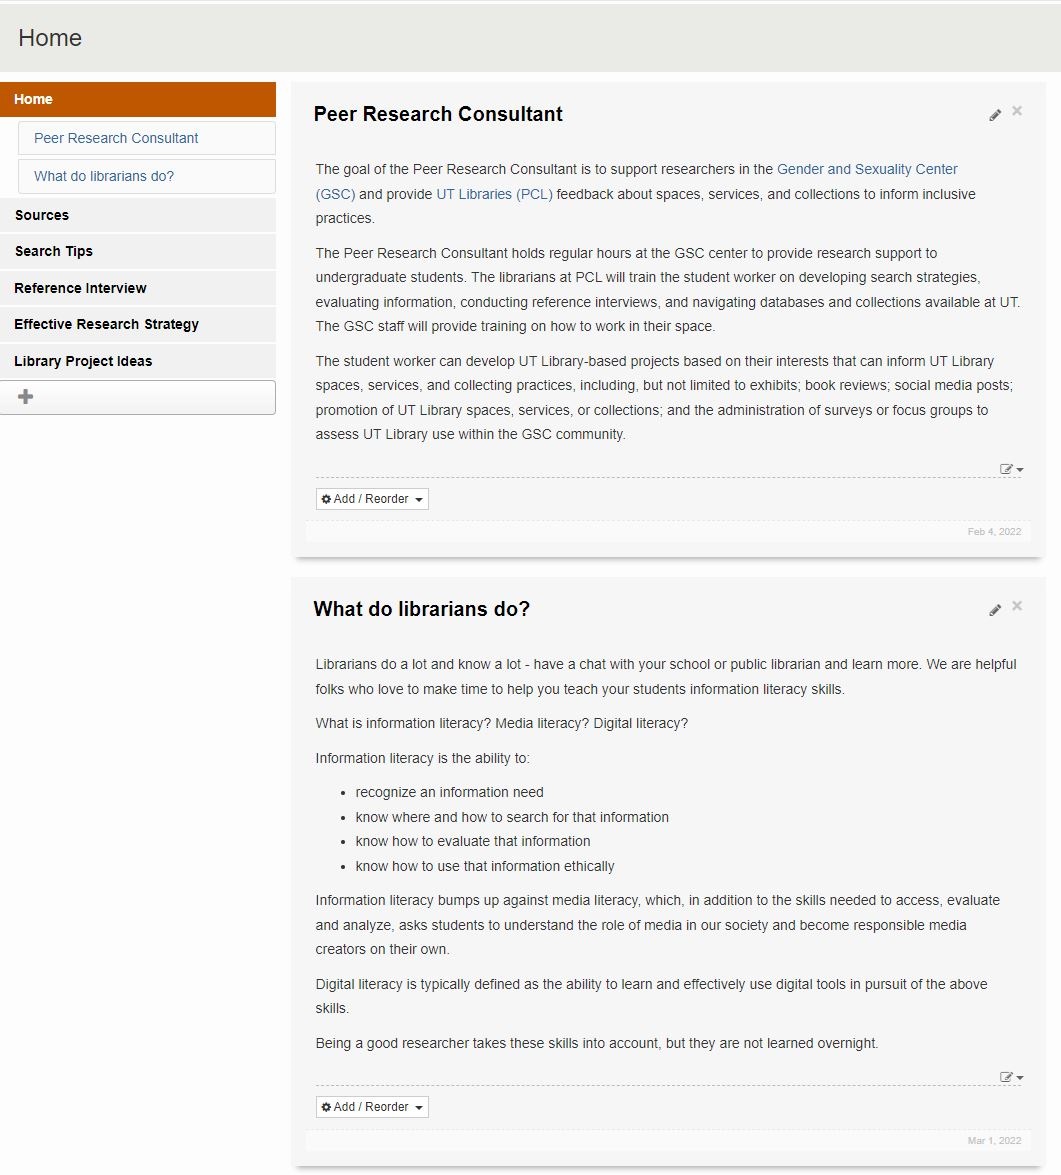 Home
Home
Peer Research Consultant
What do librarians do?
Sources
Search Tips
Reference Interview
Effective Research Strategy
Library Project Ideas
Peer Research Consultant
The goal of the Peer Research Consultant is to support researchers in the Gender and Sexuality Center
(GSC) and provide UT Libraries (PCL) feedback about spaces, services, and collections to inform inclusive
practices.
The Peer Research Consultant holds regular hours at the GSC center to provide research support to
undergraduate students. The librarians at PCL will train the student worker on developing search strategies,
evaluating information, conducting reference interviews, and navigating databases and collections available at UT.
The GSC staff will provide training on how to work in their space.
The student worker can develop UT Library-based projects based on their interests that can inform UT Library
spaces, services, and collecting practices, including, but not limited to exhibits; book reviews; social media posts;
promotion of UT Library spaces, services, or collections; and the administration of surveys or focus groups to
assess UT Library use within the GSC community.
Add / Reorder
Feb 4, 2022
What do librarians do?
Librarians do a lot and know a lot - have a chat with your school or public librarian and learn more. We are helpful
folks who love to make time to help you teach your students information literacy skills.
What is information literacy? Media literacy? Digital literacy?
Information literacy is the ability to:
• recognize an information need
• know where and how to search for that information
• know how to evaluate that information
• know how to use that information ethically
Information literacy bumps up against media literacy, which, in addition to the skills needed to access, evaluate
and analyze, asks students to understand the role of media in our society and become responsible media
creators on their own.
Digital literacy is typically defined as the ability to learn and effectively use digital tools in pursuit of the above
skills.
Being a good researcher takes these skills into account, but they are not learned overnight.
Add / Reorder
Mar 1, 2022